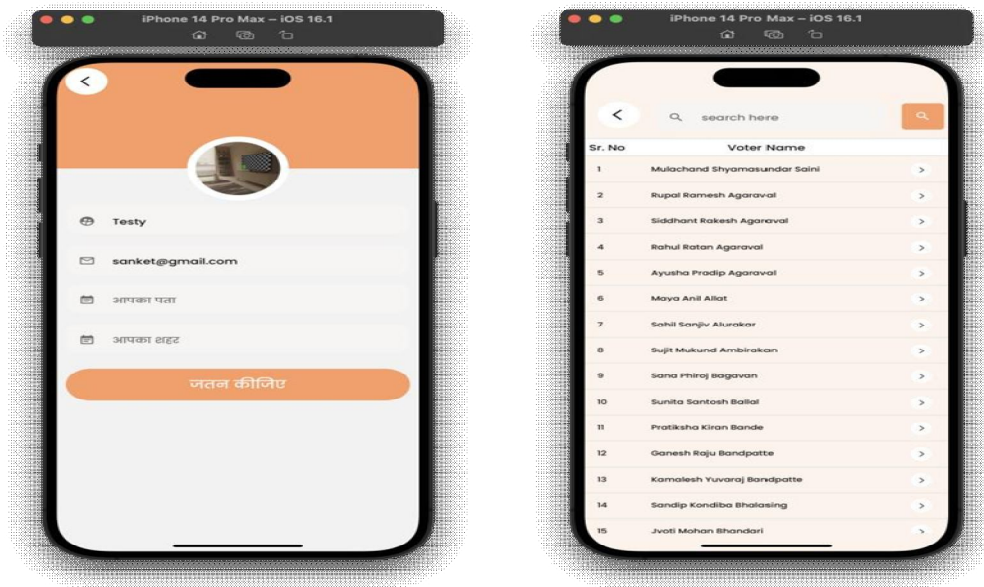 iPhone 14 Pro Max – iOS 16.1
Testy
sanket@gmail.com
आपका पता
आपका शहर
जतन कीजिए
iPhone 14 Pro Max – iOS 16.1
search here
Sr. No Voter Name
1 Mulachand Shyamasundar Saini
2 Rupal Ramesh Agaraval
3 Siddhant Rakesh Agaraval
4 Rahul Ratan Agaraval
5 Ayusha Pradip Agaraval
6 Maya Anil Allat
7 Sahil Sanjiv Alurakar
8 Sujit Mukund Ambirakan
9 Sana Phiroj Bagavan
10 Sunita Santosh Ballal
11 Pratiksha Kiran Bande
12 Ganesh Raju Bandpatte
13 Kamalesh Yuvaraj Bandpatte
14 Sandip Kondiba Bhalasing
15 Jyoti Mohan Bhandari